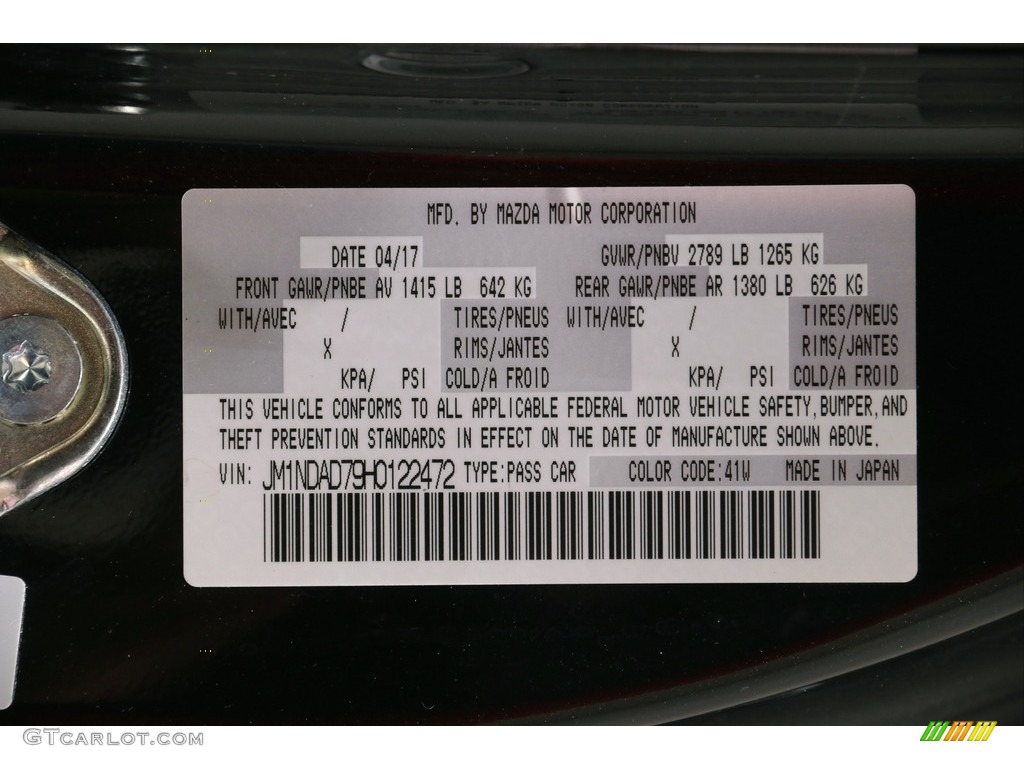 MFD. BY MAZDA MOTOR CORPORATION
DATE 04/17 GVWR/PNBV 2789 LB 1265 KG
FRONT GAWR/PNBE AV 1415 LB 642 KG REAR GAWR/PNBE AR 1380 LB 626 KG
WITH/AVEC / TIRES/PNEUS WITH/AVEC / TIRES/PNEUS
X RIMS/JANTES X RIMS/JANTES
KPA/ PSI COLD/A FROID KPA/ PSI COLD/A FROID
THIS VEHICLE CONFORMS TO ALL APPLICABLE FEDERAL MOTOR VEHICLE SAFETY,BUMPER,AND
THEFT PREVENTION STANDARDS IN EFFECT ON THE DATE OF MANUFACTURE SHOWN ABOVE.
VIN: JM1NDAD79H0122472 TYPE:PASS CAR COLOR CODE:41W MADE IN JAPAN
GTCARLOT.COM